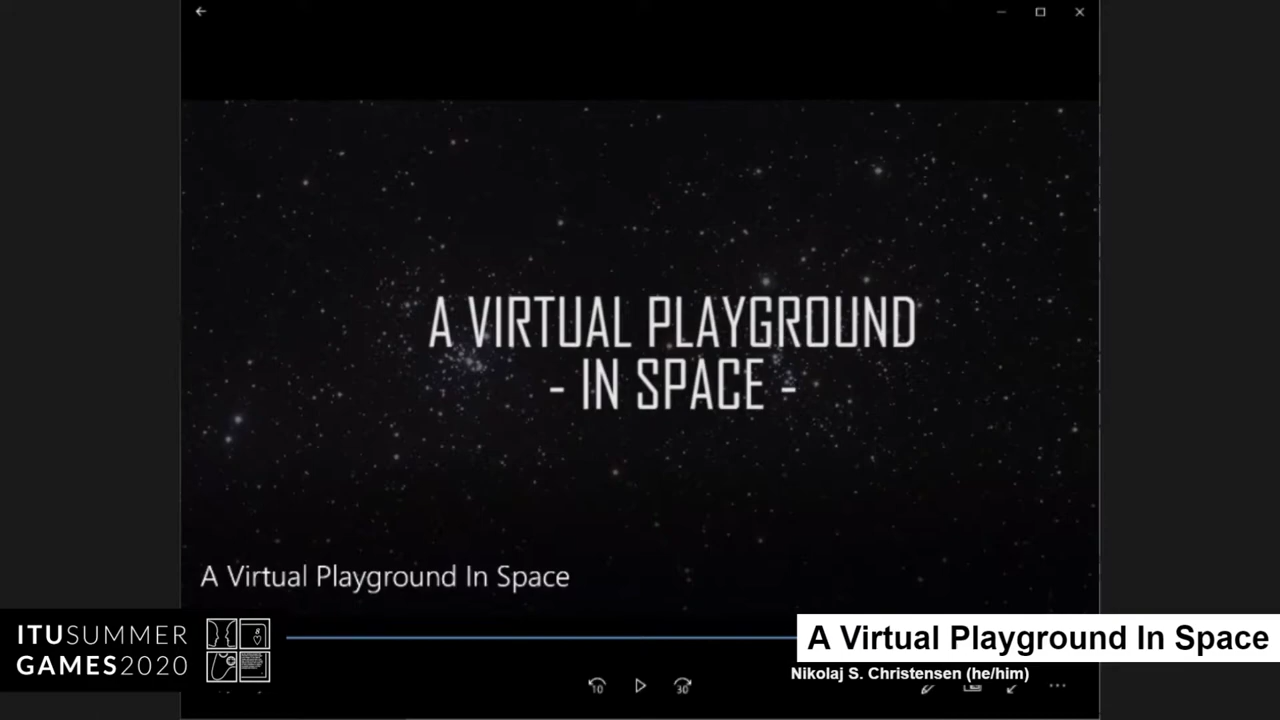 A VIRTUAL PLAYGROUND
- IN SPACE -
A Virtual Playground In Space
ITUSUMMER
GAMES2020
8
A Virtual Playground In Space
Nikolaj S. Christensen (he/him)
10
30